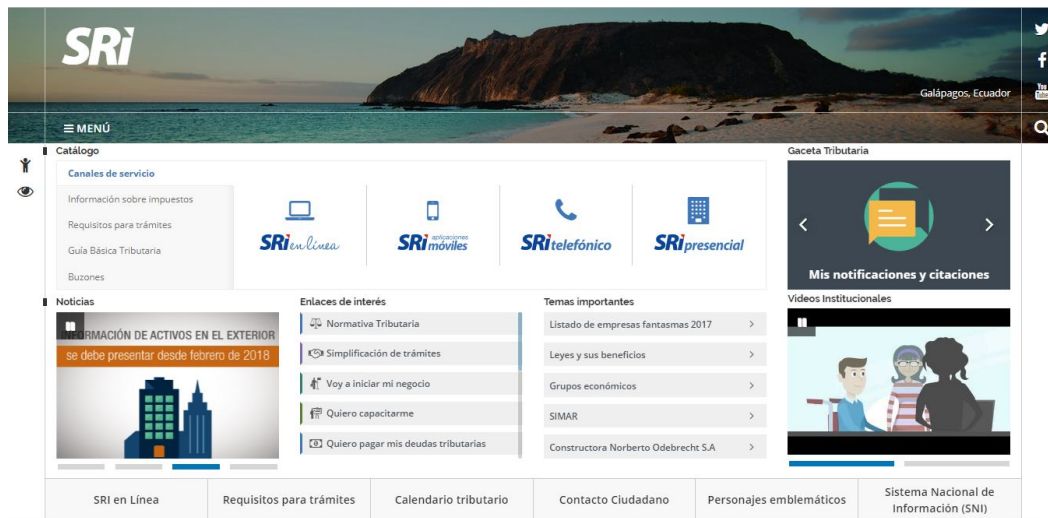 SRi
Galápagos, Ecuador
You
Tube
MENÚ
Catálogo
Canales de servicio
Información sobre impuestos
Requisitos para trámites
Guía Básica Tributaria
Buzones
SRi en línea
SRi aplicaciones móviles
SRi telefónico
SRi presencial
Gaceta Tributaria
Mis notificaciones y citaciones
Noticias
INFORMACIÓN DE ACTIVOS EN EL EXTERIOR
se debe presentar desde febrero de 2018
Enlaces de interés
Normativa Tributaria
Simplificación de trámites
Voy a iniciar mi negocio
Quiero capacitarme
Quiero pagar mis deudas tributarias
Temas importantes
Listado de empresas fantasmas 2017
Leyes y sus beneficios
Grupos económicos
SIMAR
Constructora Norberto Odebrecht S.A
Videos Institucionales
SRI en Línea
Requisitos para trámites
Calendario tributario
Contacto Ciudadano
Personajes emblemáticos
Sistema Nacional de
Información (SNI)